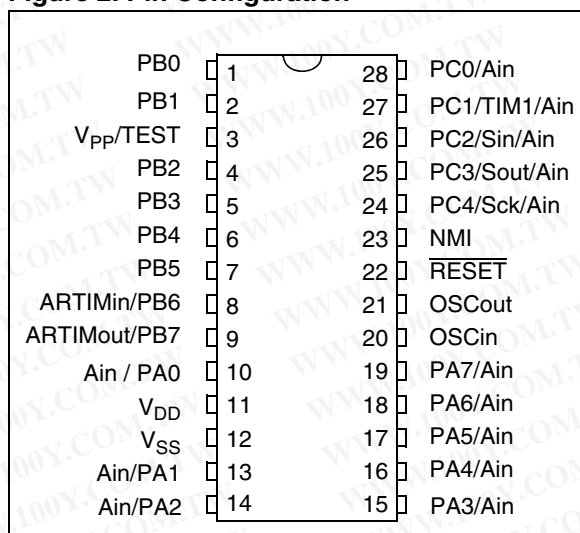 Figure 2. Pin Configuration
PB0 1 28 PC0/Ain
PB1 2 27 PC1/TIM1/Ain
VPP/TEST 3 26 PC2/Sin/Ain
PB2 4 25 PC3/Sout/Ain
PB3 5 24 PC4/Sck/Ain
PB4 6 23 NMI
PB5 7 22 RESET
ARTIMin/PB6 8 21 OSCout
ARTIMout/PB7 9 20 OSCin
Ain / PA0 10 19 PA7/Ain
VDD 11 18 PA6/Ain
VSS 12 17 PA5/Ain
Ain/PA1 13 16 PA4/Ain
Ain/PA2 14 15 PA3/Ain
WWW.100Y.COM.TW